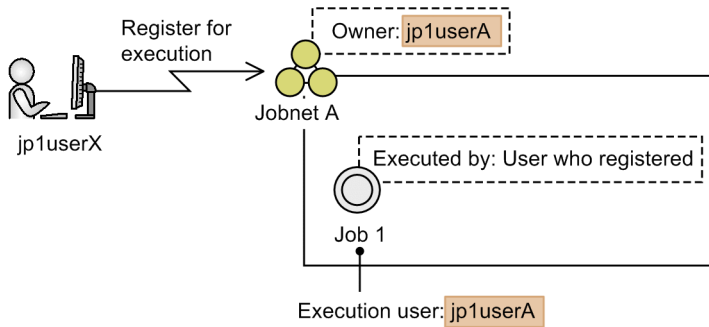 Register for
execution
Owner: jp1userA
Jobnet A
jp1userX
Executed by: User who registered
Job 1
Execution user: jp1userA